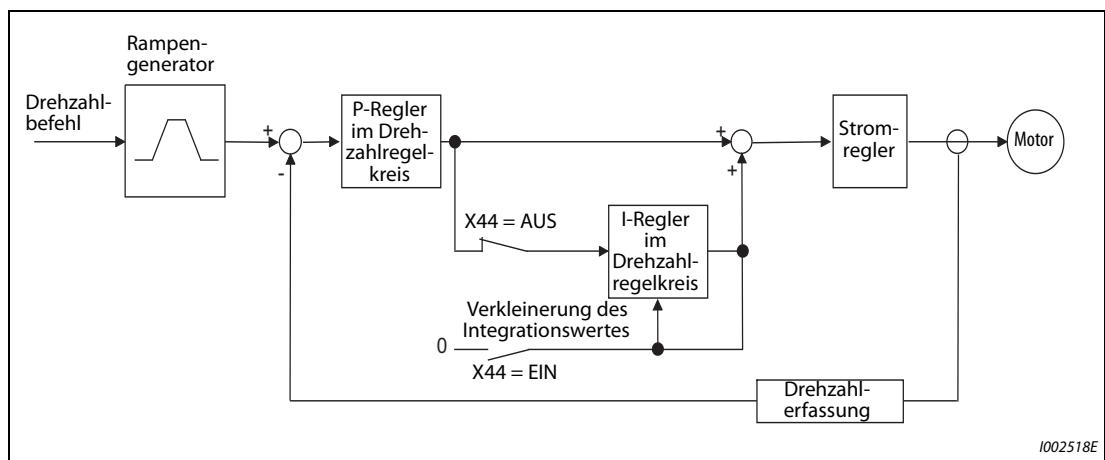 Rampen-
generator
Drehzahl-
befehl
+
-
P-Regler
im Dreh-
zahlregel-
kreis
+
+
Strom-
regler
Motor
X44 = AUS
I-Regler
im
Drehzahl-
regelkreis
Verkleinerung des
Integrationswertes
0
X44 = EIN
Drehzahl-
erfassung
I002518E